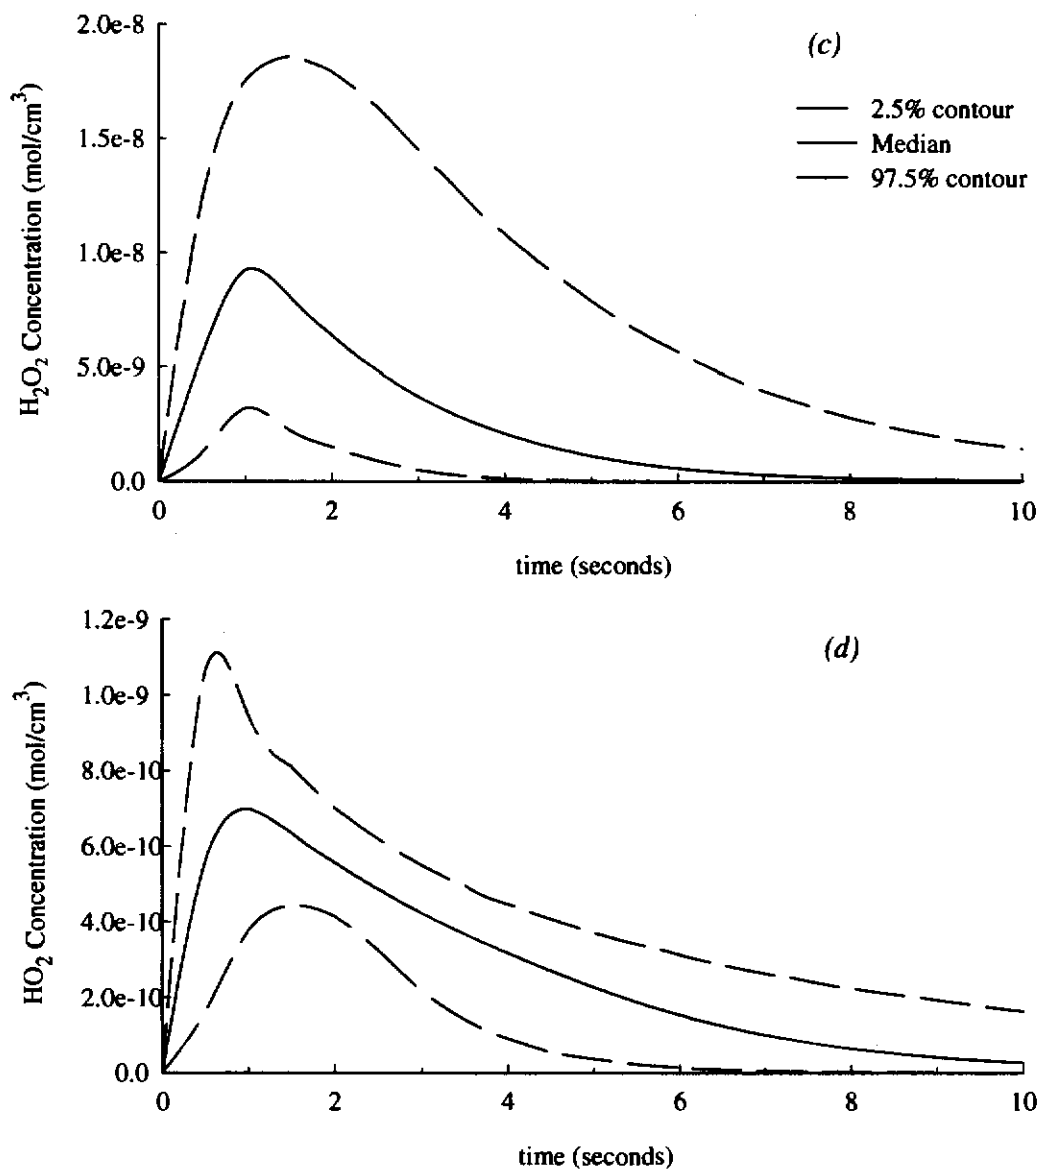 (c)
2.5% contour
Median
97.5% contour
H₂O₂ Concentration (mol/cm³)
2.0e-8
1.5e-8
1.0e-8
5.0e-9
0.0
0 2 4 6 8 10
time (seconds)
(d)
HO₂ Concentration (mol/cm³)
1.2e-9
1.0e-9
8.0e-10
6.0e-10
4.0e-10
2.0e-10
0.0
0 2 4 6 8 10
time (seconds)